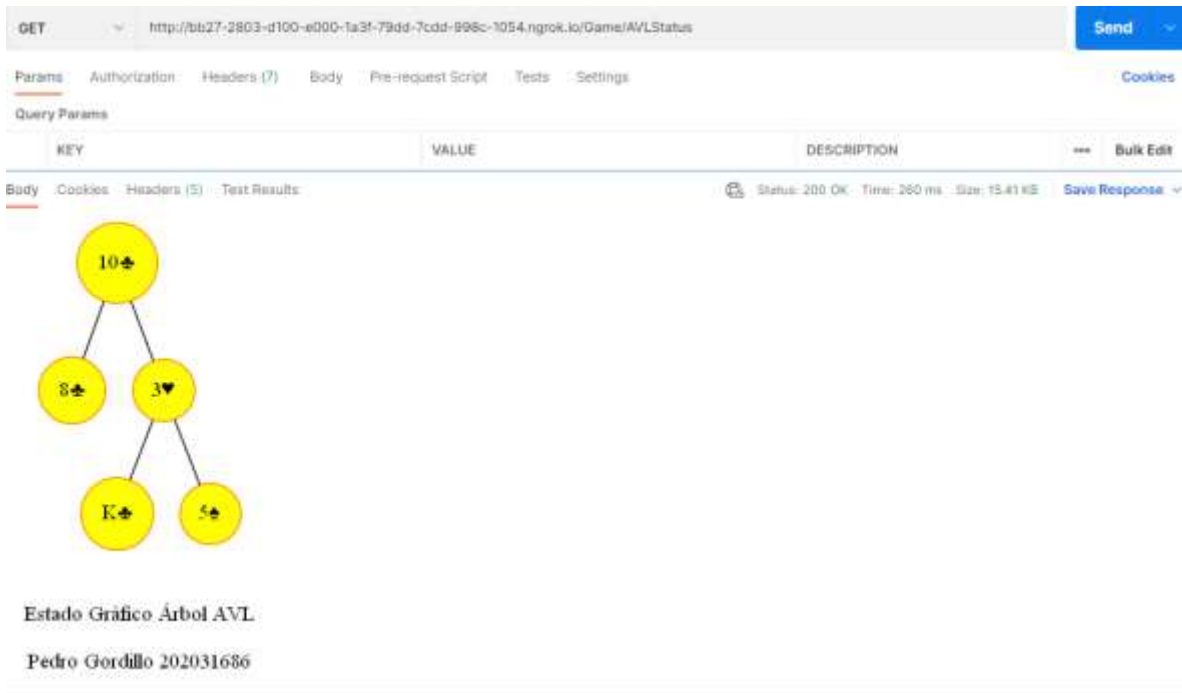 GET http://bb27-2803-d100-e000-1a3f-79dd-7cdd-998c-1054.ngrok.io/Game/AVLStatus Send
Params Authorization Headers (7) Body Pre-request Script Tests Settings Cookies
Query Params
KEY VALUE DESCRIPTION ••• Bulk Edit
Body Cookies Headers (5) Test Results Status: 200 OK Time: 260 ms Size: 15.41 KB Save Response
10♣
8♣ 3♥
K♣ 5♠
Estado Gráfico Árbol AVL
Pedro Gordillo 202031686